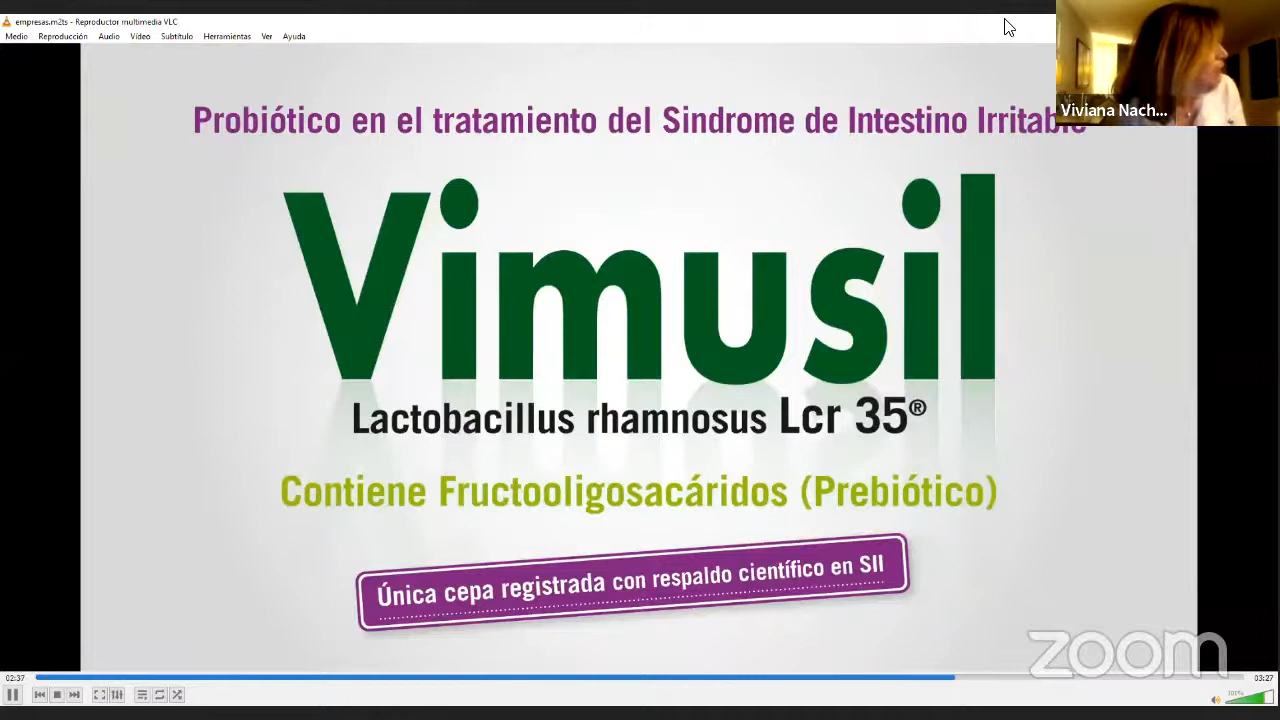 empresas.m2ts - Reproductor multimedia VLC
Medio Reproducción Audio Vídeo Subtítulo Herramientas Ver Ayuda
Viviana Nach...
Probiótico en el tratamiento del Sindrome de Intestino Irritable
Vimusil
Lactobacillus rhamnosus Lcr 35®
Contiene Fructooligosacáridos (Prebiótico)
Única cepa registrada con respaldo científico en SII
zoom
02:37 03:27
101%